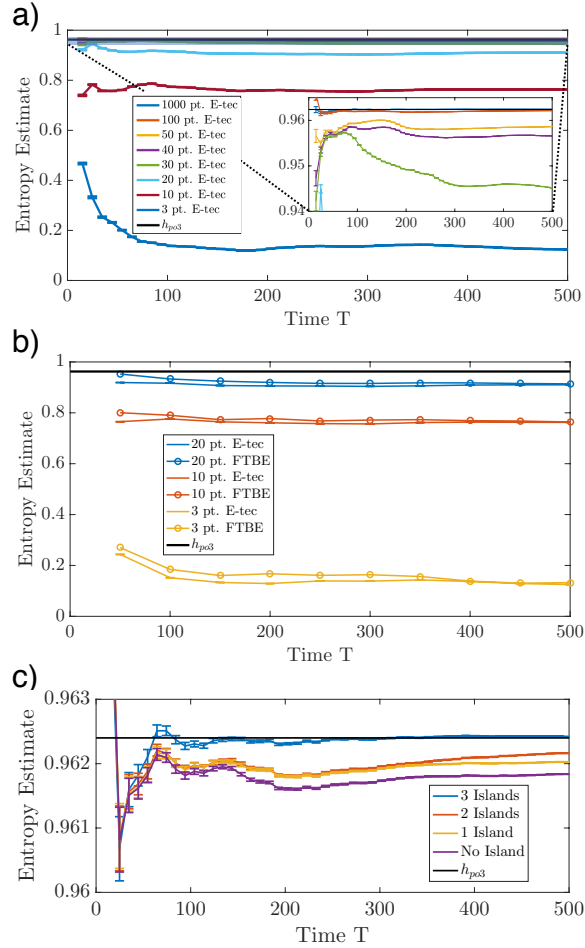 a)
Entropy Estimate
1
0.8
0.6
0.4
0.2
0
0
100
200
300
400
500
Time T
1000 pt. E-tec
100 pt. E-tec
50 pt. E-tec
40 pt. E-tec
30 pt. E-tec
20 pt. E-tec
10 pt. E-tec
3 pt. E-tec
h_po3
0.96
0.95
0.94
0
100
200
300
400
500
b)
Entropy Estimate
1
0.8
0.6
0.4
0.2
0
0
100
200
300
400
500
Time T
20 pt. E-tec
20 pt. FTBE
10 pt. E-tec
10 pt. FTBE
3 pt. E-tec
3 pt. FTBE
h_po3
c)
Entropy Estimate
0.963
0.962
0.961
0.96
0
100
200
300
400
500
Time T
3 Islands
2 Islands
1 Island
No Island
h_po3